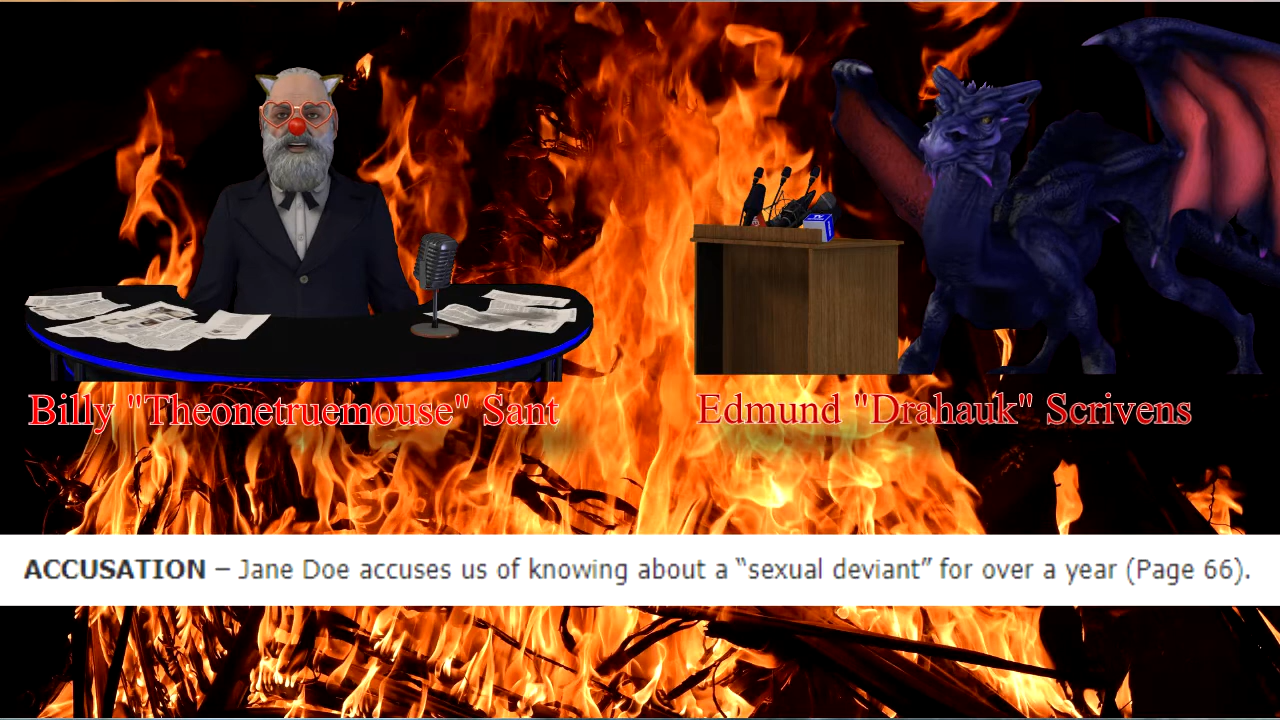 Billy "Theonetruemouse" Sant
Edmund "Drahauk" Scrivens
ACCUSATION – Jane Doe accuses us of knowing about a “sexual deviant” for over a year (Page 66).